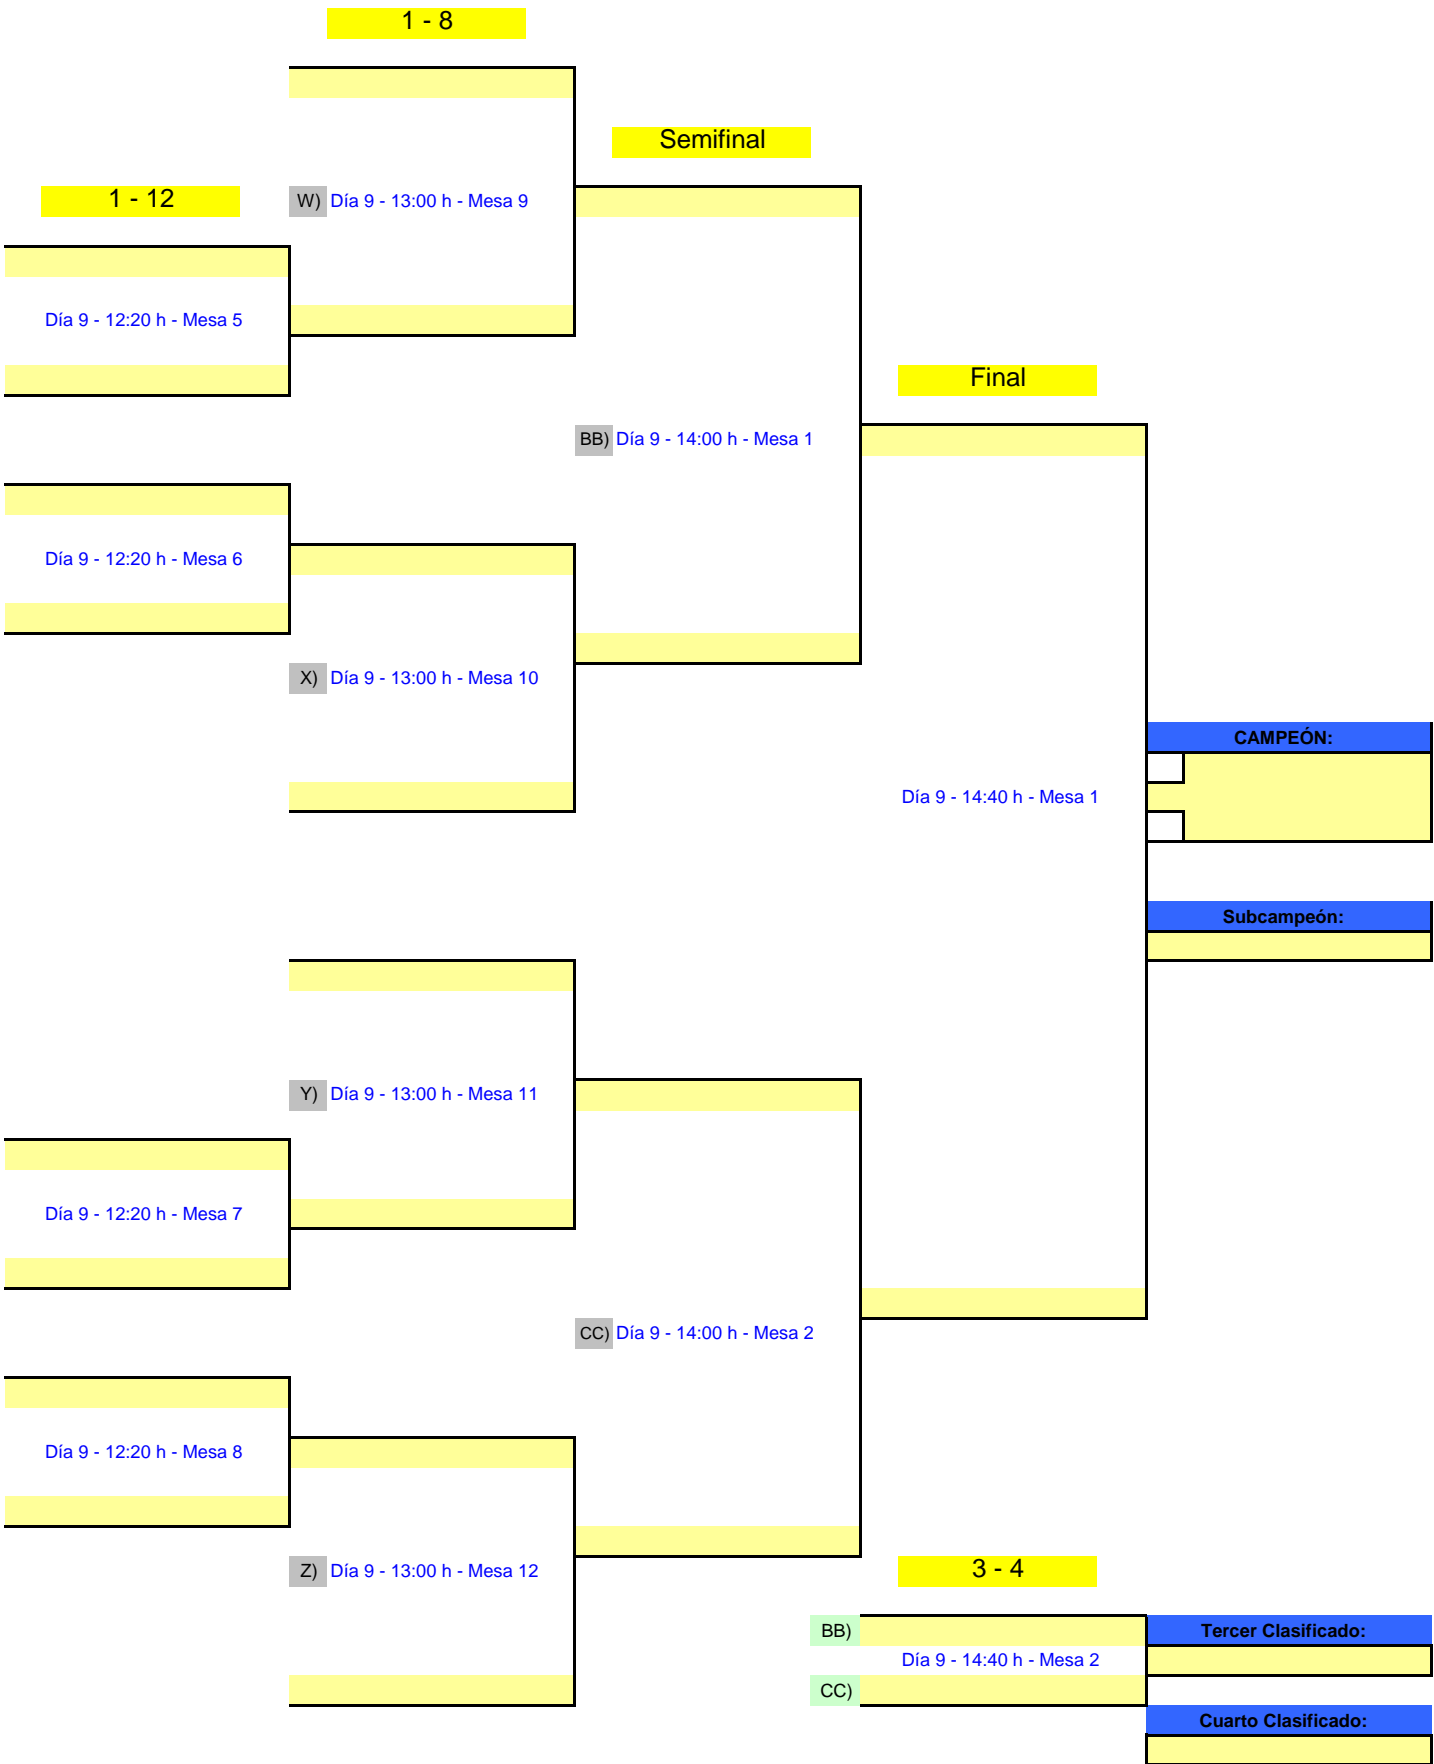 1 - 8
Semifinal
1 - 12
W) Día 9 - 13:00 h - Mesa 9
Día 9 - 12:20 h - Mesa 5
Final
BB) Día 9 - 14:00 h - Mesa 1
Día 9 - 12:20 h - Mesa 6
X) Día 9 - 13:00 h - Mesa 10
CAMPEÓN:
Día 9 - 14:40 h - Mesa 1
Subcampeón:
Y) Día 9 - 13:00 h - Mesa 11
Día 9 - 12:20 h - Mesa 7
CC) Día 9 - 14:00 h - Mesa 2
Día 9 - 12:20 h - Mesa 8
Z) Día 9 - 13:00 h - Mesa 12
3 - 4
BB)
Tercer Clasificado:
Día 9 - 14:40 h - Mesa 2
CC)
Cuarto Clasificado: